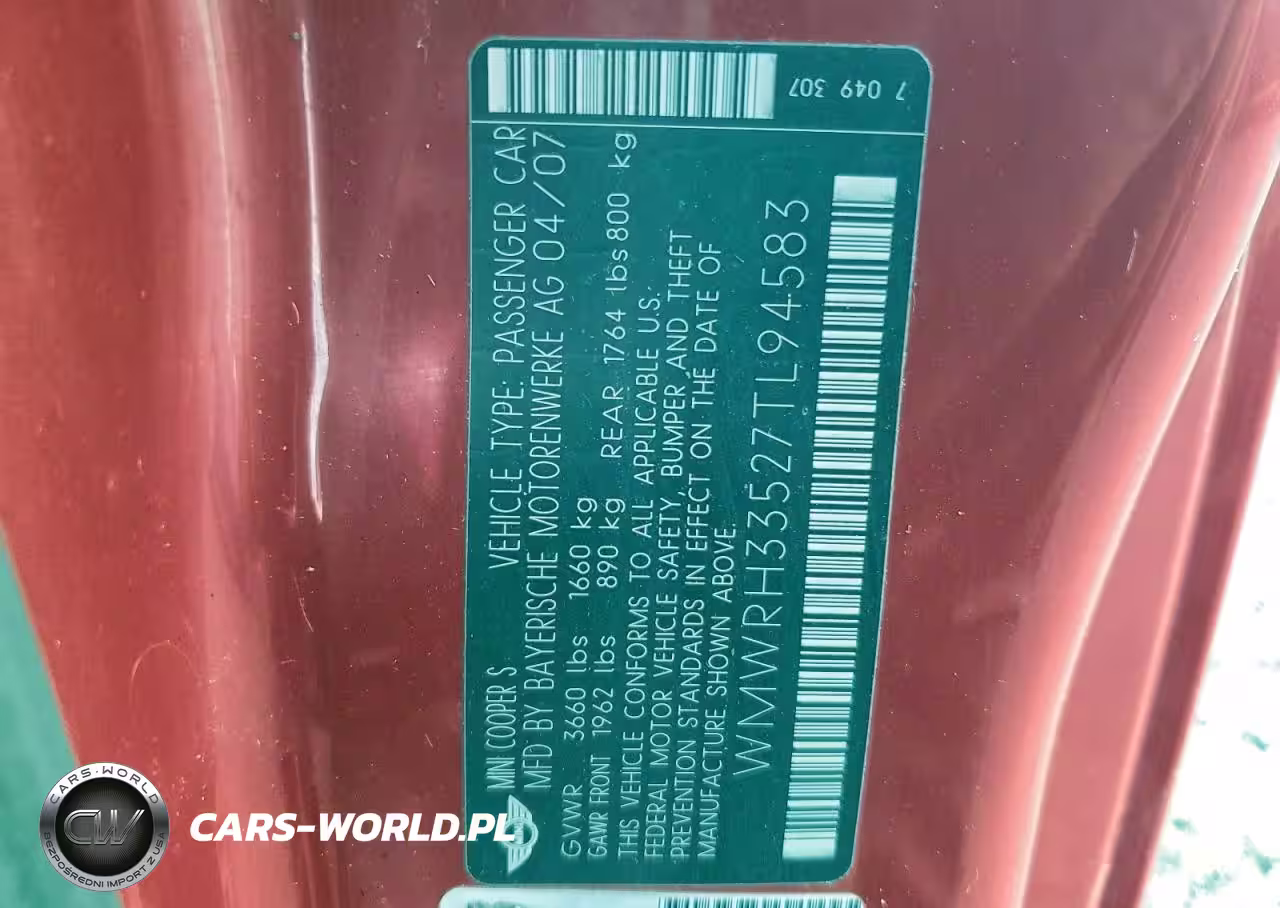 7 049 307
MINI COOPER S VEHICLE TYPE: PASSENGER CAR
MFD BY BAYERISCHE MOTORENWERKE AG 04/07
GVWR 3660 lbs 1660 kg
GAWR FRONT 1962 lbs 890 kg REAR 1764 lbs 800 kg
THIS VEHICLE CONFORMS TO ALL APPLICABLE U.S.
FEDERAL MOTOR VEHICLE SAFETY, BUMPER AND THEFT
PREVENTION STANDARDS IN EFFECT ON THE DATE OF
MANUFACTURE SHOWN ABOVE.
WMWRH33527TL94583
CARS-WORLD
CW
BEZPOŚREDNI IMPORT Z USA
CARS-WORLD.PL